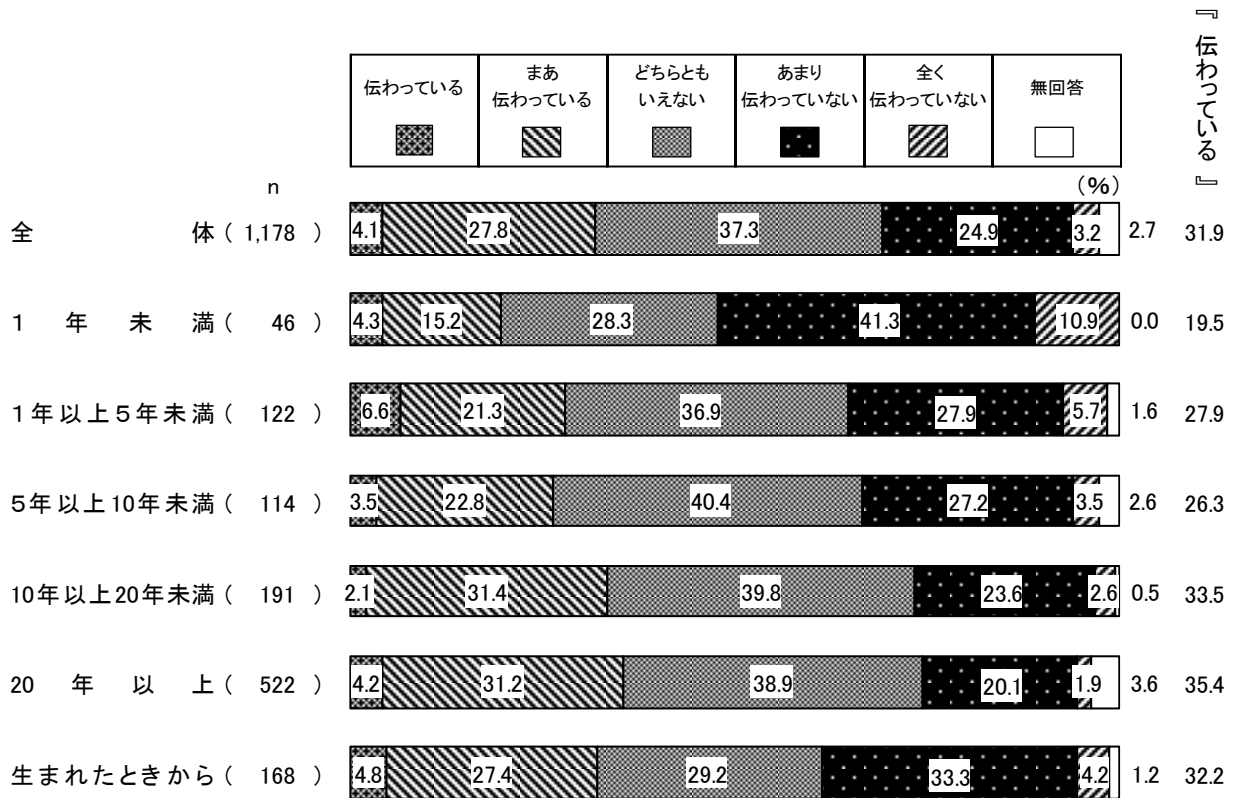 『伝わっている』
伝わっている
まあ
伝わっている
どちらとも
いえない
あまり
伝わっていない
全く
伝わっていない
無回答
n
(%)
全体( 1,178 ) 4.1 27.8 37.3 24.9 3.2 2.7 31.9
1年未満( 46 ) 4.3 15.2 28.3 41.3 10.9 0.0 19.5
1年以上5年未満( 122 ) 6.6 21.3 36.9 27.9 5.7 1.6 27.9
5年以上10年未満( 114 ) 3.5 22.8 40.4 27.2 3.5 2.6 26.3
10年以上20年未満( 191 ) 2.1 31.4 39.8 23.6 2.6 0.5 33.5
20年以上( 522 ) 4.2 31.2 38.9 20.1 1.9 3.6 35.4
生まれたときから( 168 ) 4.8 27.4 29.2 33.3 4.2 1.2 32.2